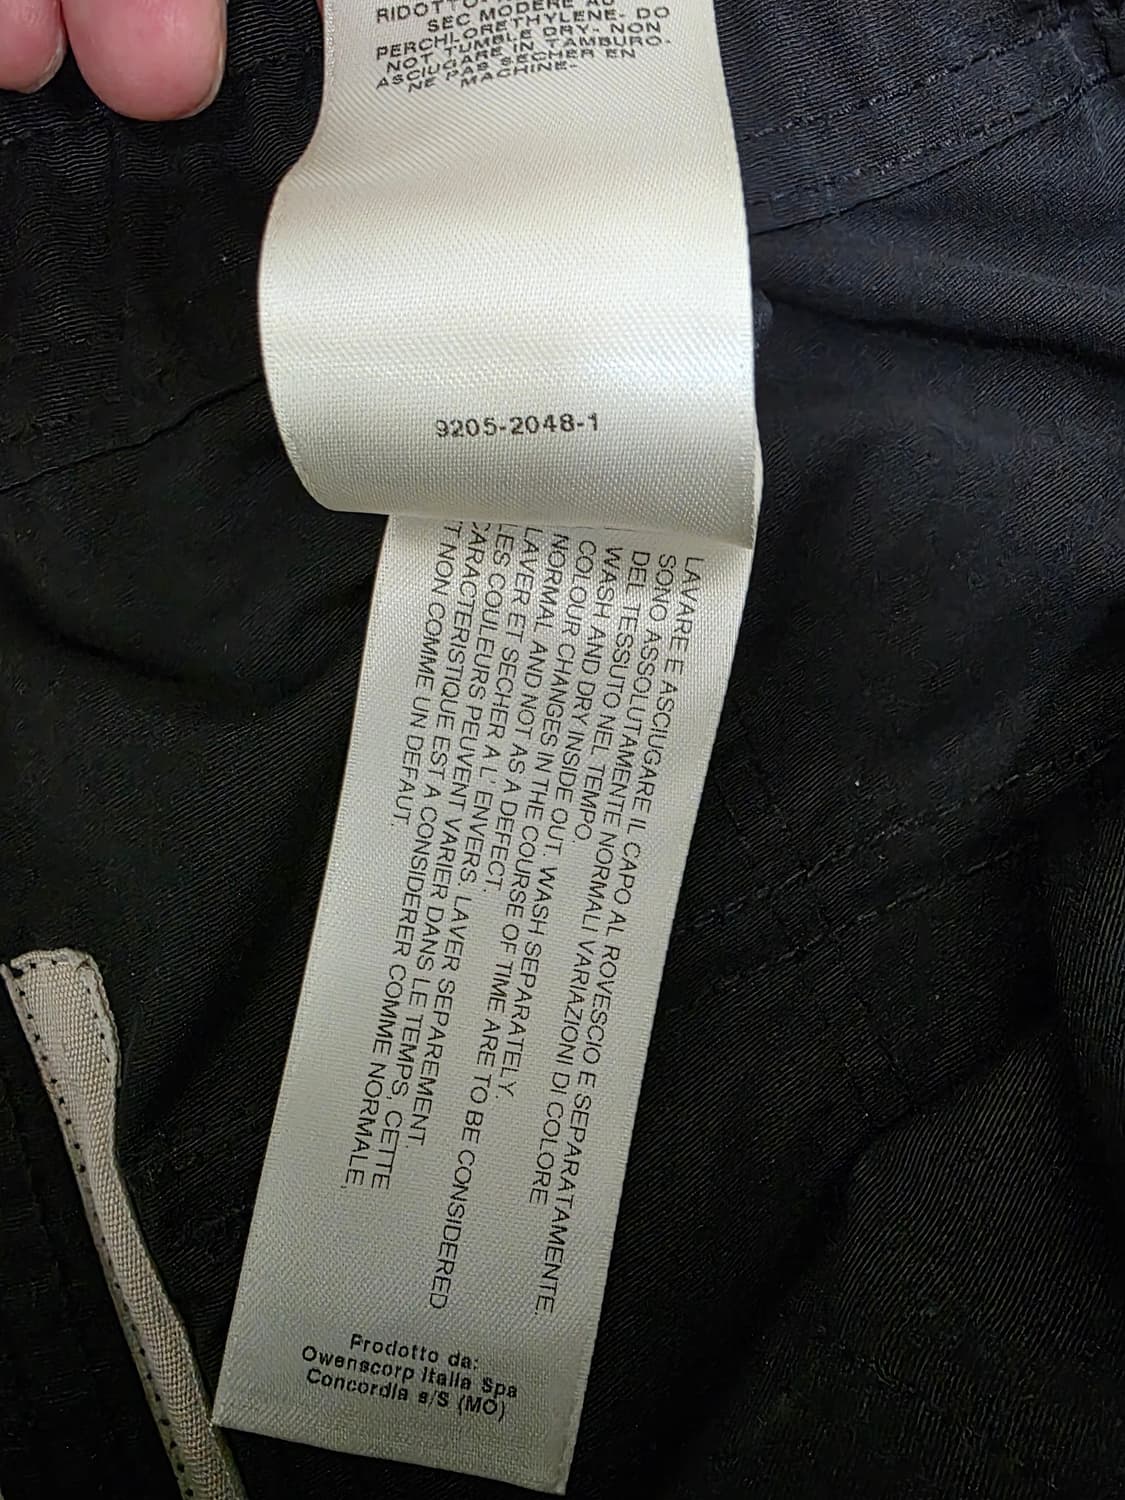 RIDOTTO.
SEC MODERE AU
PERCHLORETHYLENE- DO
NOT TUMBLE DRY- NON
ASCIUGARE IN TAMBURO-
NE PAS SECHER EN
MACHINE-
9205-2048-1
LAVARE E ASCIUGARE IL CAPO AL ROVESCIO E SEPARATAMENTE.
SONO ASSOLUTAMENTE NORMALI VARIAZIONI DI COLORE
DEL TESSUTO NEL TEMPO.
WASH AND DRY INSIDE OUT. WASH SEPARATELY.
COLOUR CHANGES IN THE COURSE OF TIME ARE TO BE CONSIDERED
NORMAL AND NOT AS A DEFECT.
LAVER ET SECHER A L' ENVERS. LAVER SEPAREMENT.
LES COULEURS PEUVENT VARIER DANS LE TEMPS, CETTE
CARACTERISTIQUE EST A CONSIDERER COMME NORMALE,
T NON COMME UN DEFAUT.
Prodotto da:
Owenscorp Italia Spa
Concordia s/S (MO)